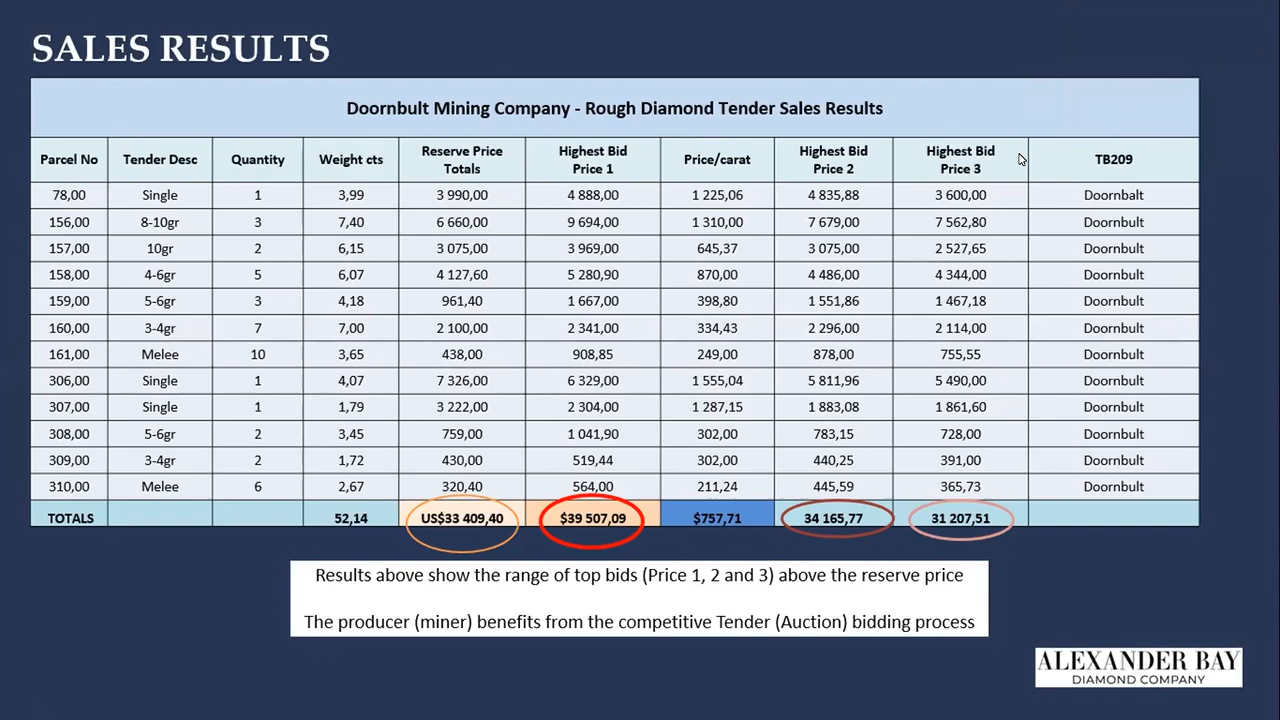 SALES RESULTS
Doornbult Mining Company - Rough Diamond Tender Sales Results
Parcel No Tender Desc Quantity Weight cts Reserve Price Totals Highest Bid Price 1 Price/carat Highest Bid Price 2 Highest Bid Price 3 TB209
78,00 Single 1 3,99 3 990,00 4 888,00 1 225,06 4 835,88 3 600,00 Doornbalt
156,00 8-10gr 3 7,40 6 660,00 9 694,00 1 310,00 7 679,00 7 562,80 Doornbult
157,00 10gr 2 6,15 3 075,00 3 969,00 645,37 3 075,00 2 527,65 Doornbult
158,00 4-6gr 5 6,07 4 127,60 5 280,90 870,00 4 486,00 4 344,00 Doornbult
159,00 5-6gr 3 4,18 961,40 1 667,00 398,80 1 551,86 1 467,18 Doornbult
160,00 3-4gr 7 7,00 2 100,00 2 341,00 334,43 2 296,00 2 114,00 Doornbult
161,00 Melee 10 3,65 438,00 908,85 249,00 878,00 755,55 Doornbult
306,00 Single 1 4,07 7 326,00 6 329,00 1 555,04 5 811,96 5 490,00 Doornbult
307,00 Single 1 1,79 3 222,00 2 304,00 1 287,15 1 883,08 1 861,60 Doornbult
308,00 5-6gr 2 3,45 759,00 1 041,90 302,00 783,15 728,00 Doornbult
309,00 3-4gr 2 1,72 430,00 519,44 302,00 440,25 391,00 Doornbult
310,00 Melee 6 2,67 320,40 564,00 211,24 445,59 365,73 Doornbult
TOTALS 52,14 US$33 409,40 $39 507,09 $757,71 34 165,77 31 207,51
Results above show the range of top bids (Price 1, 2 and 3) above the reserve price
The producer (miner) benefits from the competitive Tender (Auction) bidding process
ALEXANDER BAY
DIAMOND COMPANY